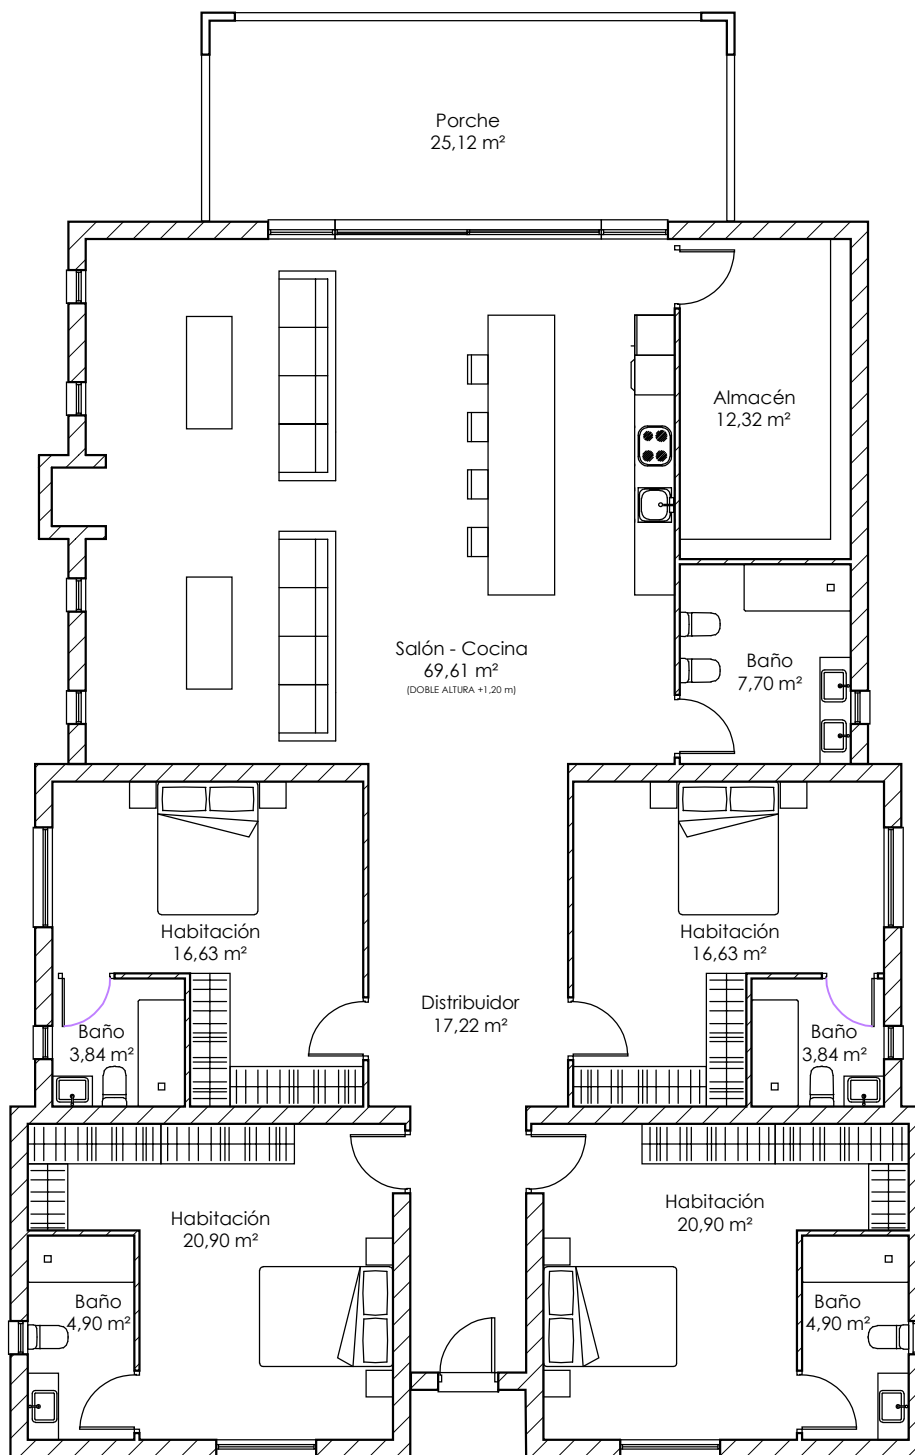 Porche
25,12 m²
Almacén
12,32 m²
Salón - Cocina
69,61 m²
(DOBLE ALTURA +1,20 m)
Baño
7,70 m²
Habitación
16,63 m²
Habitación
16,63 m²
Distribuidor
17,22 m²
Baño
3,84 m²
Baño
3,84 m²
Habitación
20,90 m²
Habitación
20,90 m²
Baño
4,90 m²
Baño
4,90 m²